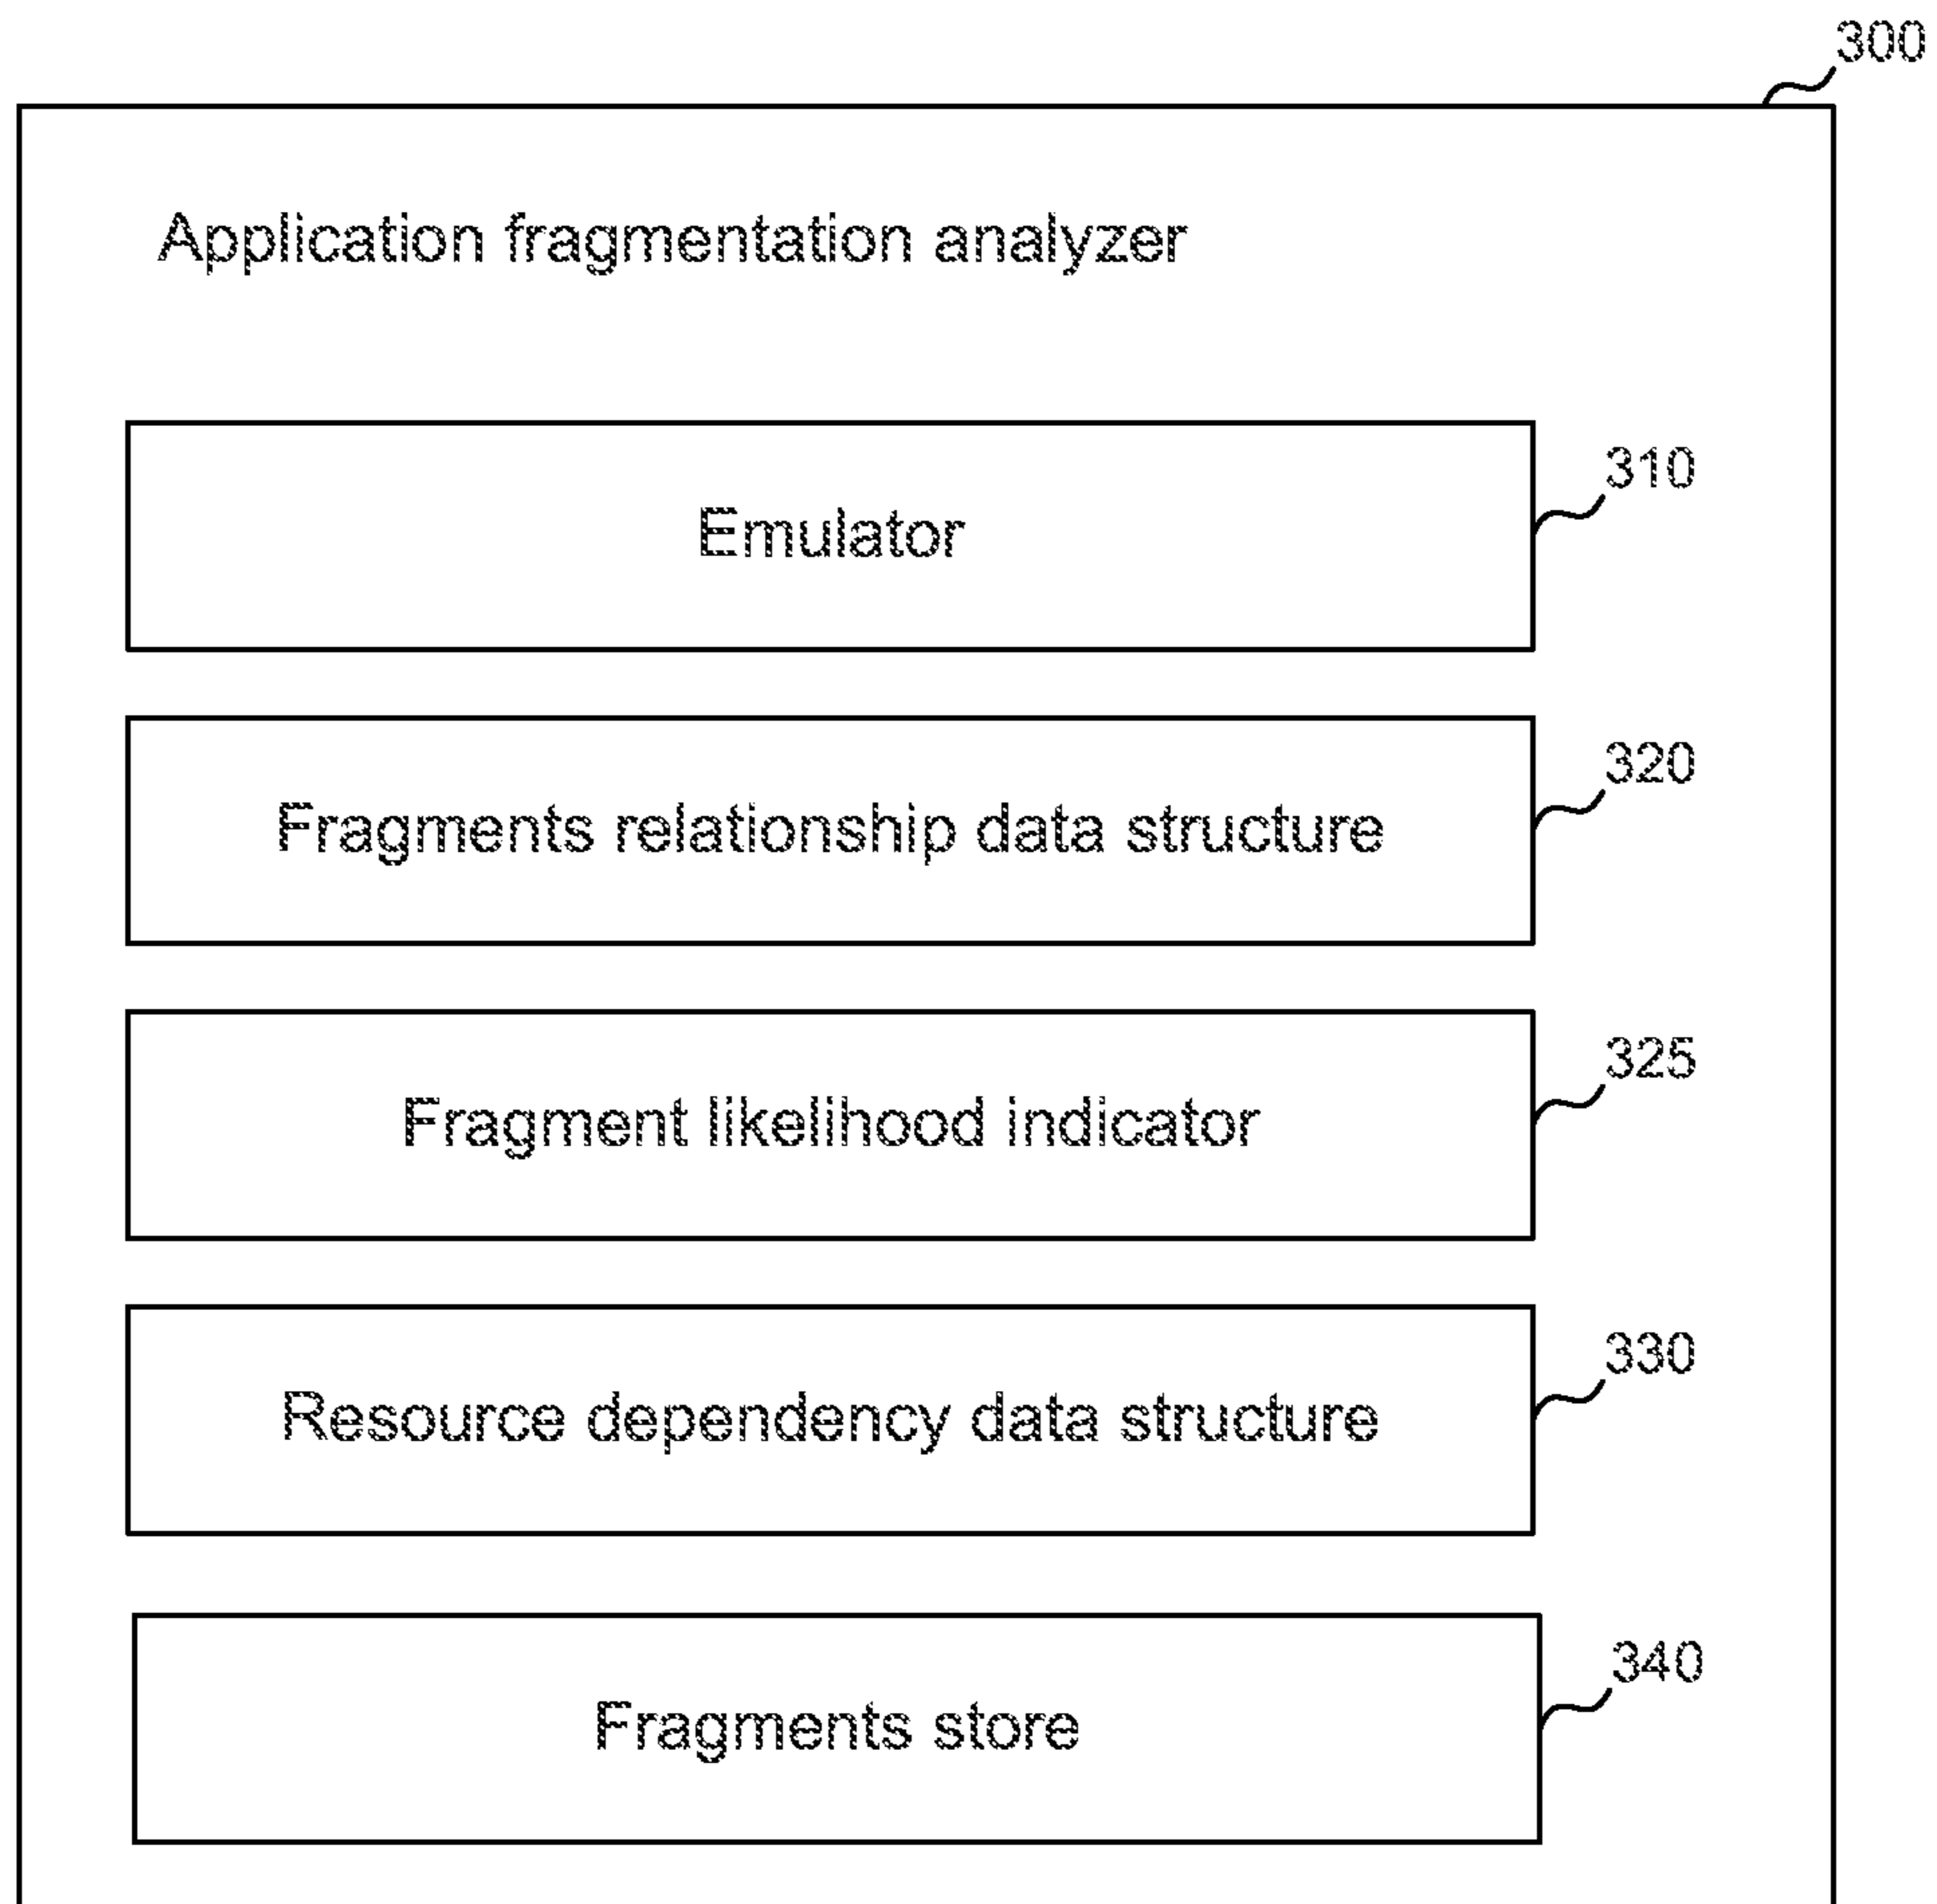 300
Application fragmentation analyzer
310
Emulator
320
Fragments relationship data structure
325
Fragment likelihood indicator
330
Resource dependency data structure
340
Fragments store